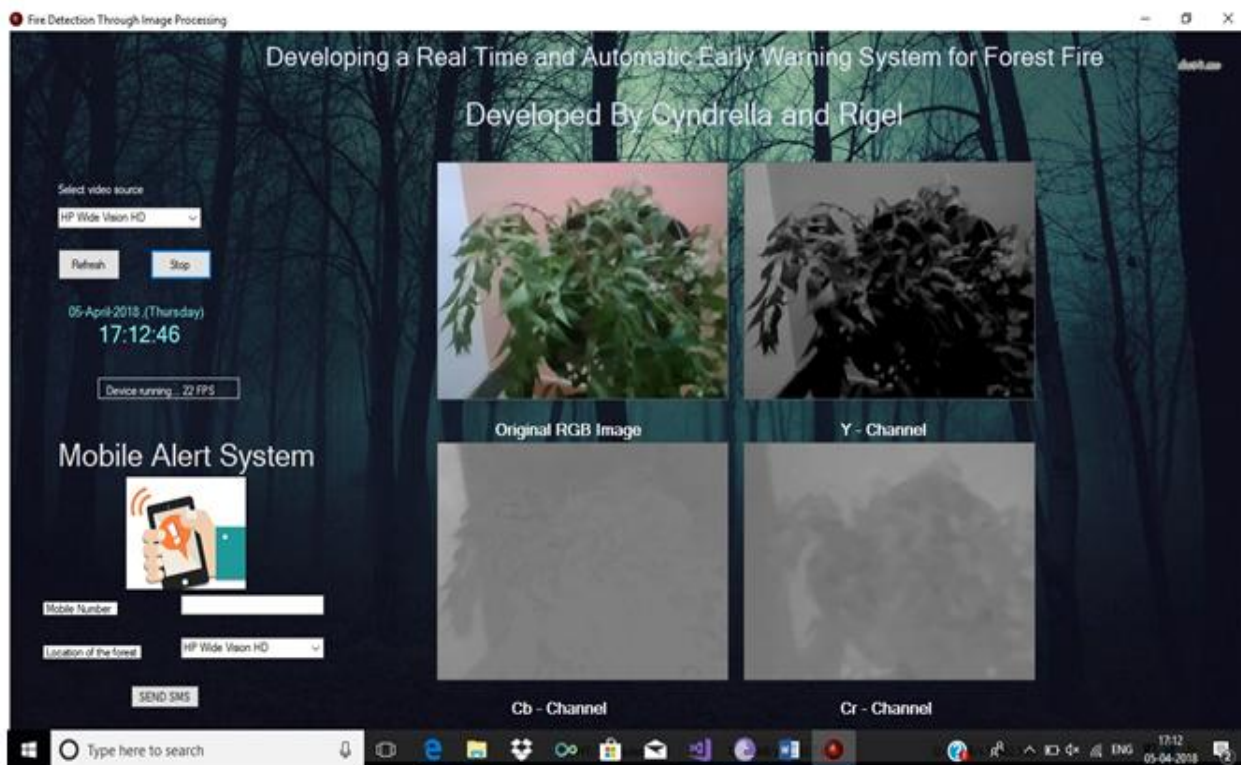 Fire Detection Through Image Processing
Developing a Real Time and Automatic Early Warning System for Forest Fire
Developed By Cyndrella and Rigel
Select video source
HP Wide Vision HD
Refresh
Stop
05-April-2018 ,(Thursday)
17:12:46
Device running... 22 FPS
Original RGB Image
Y - Channel
Mobile Alert System
Mobile Number
Location of the forest
HP Wide Vision HD
SEND SMS
Cb - Channel
Cr - Channel
Type here to search
ENG
17:12
05-04-2018
2